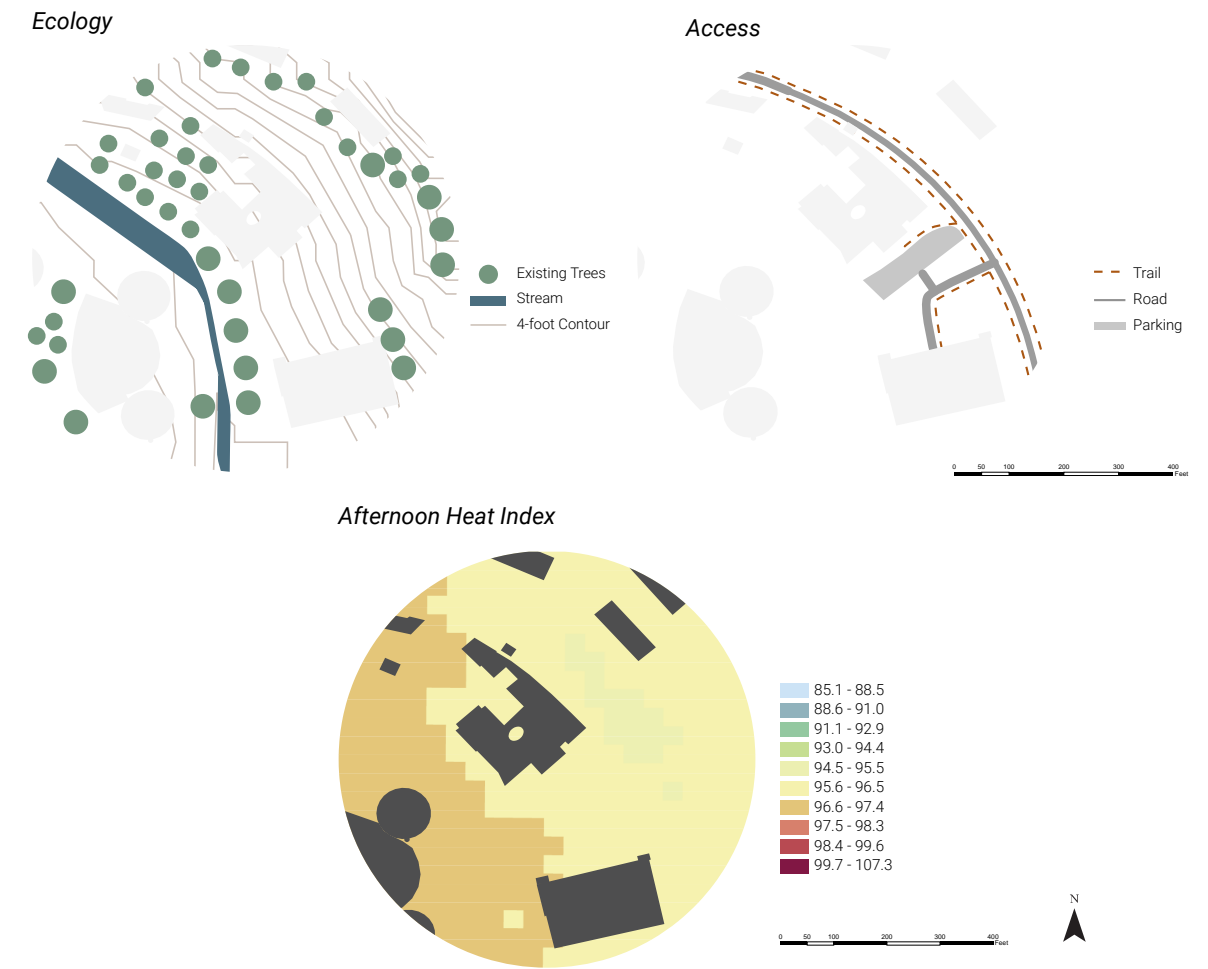 Ecology
Existing Trees
Stream
4-foot Contour
Access
Trail
Road
Parking
0 50 100 200 300 400
Feet
Afternoon Heat Index
85.1 - 88.5
88.6 - 91.0
91.1 - 92.9
93.0 - 94.4
94.5 - 95.5
95.6 - 96.5
96.6 - 97.4
97.5 - 98.3
98.4 - 99.6
99.7 - 107.3
0 50 100 200 300 400
Feet
N